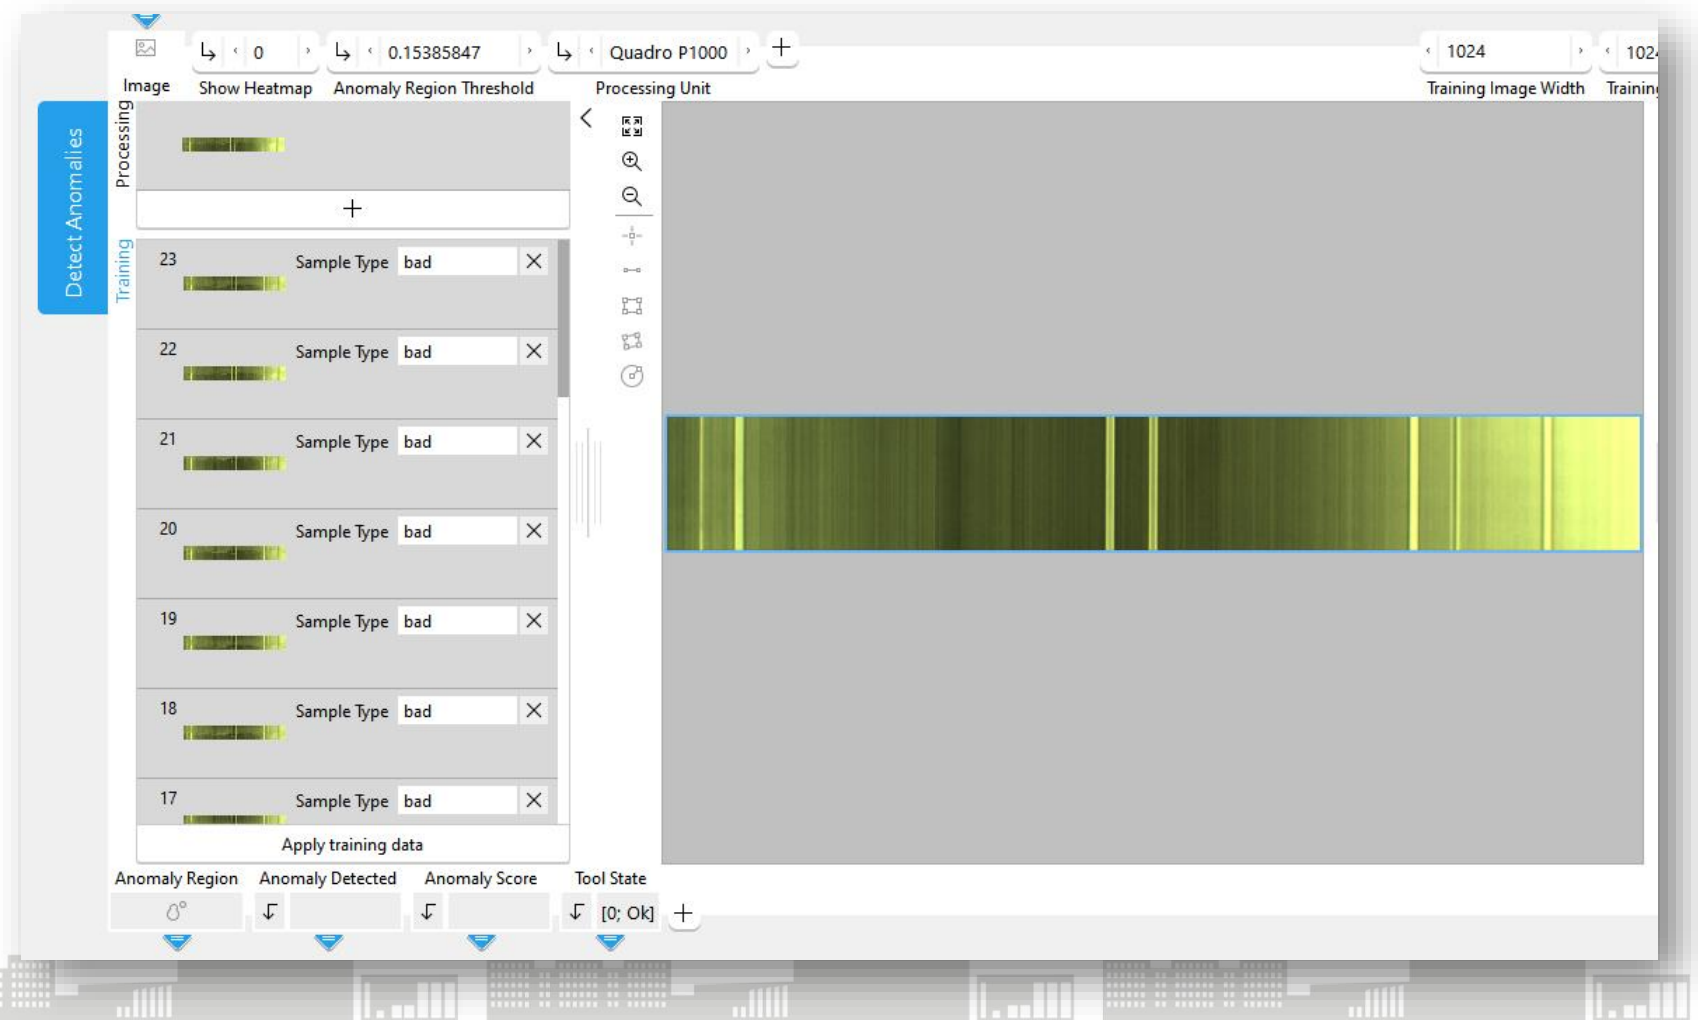 0
0.15385847
Quadro P1000
1024
102
Image
Show Heatmap
Anomaly Region Threshold
Processing Unit
Training Image Width
Training
Detect Anomalies
Processing
Training
23
Sample Type bad
22
Sample Type bad
21
Sample Type bad
20
Sample Type bad
19
Sample Type bad
18
Sample Type bad
17
Sample Type bad
Apply training data
Anomaly Region
Anomaly Detected
Anomaly Score
Tool State
[0; Ok]